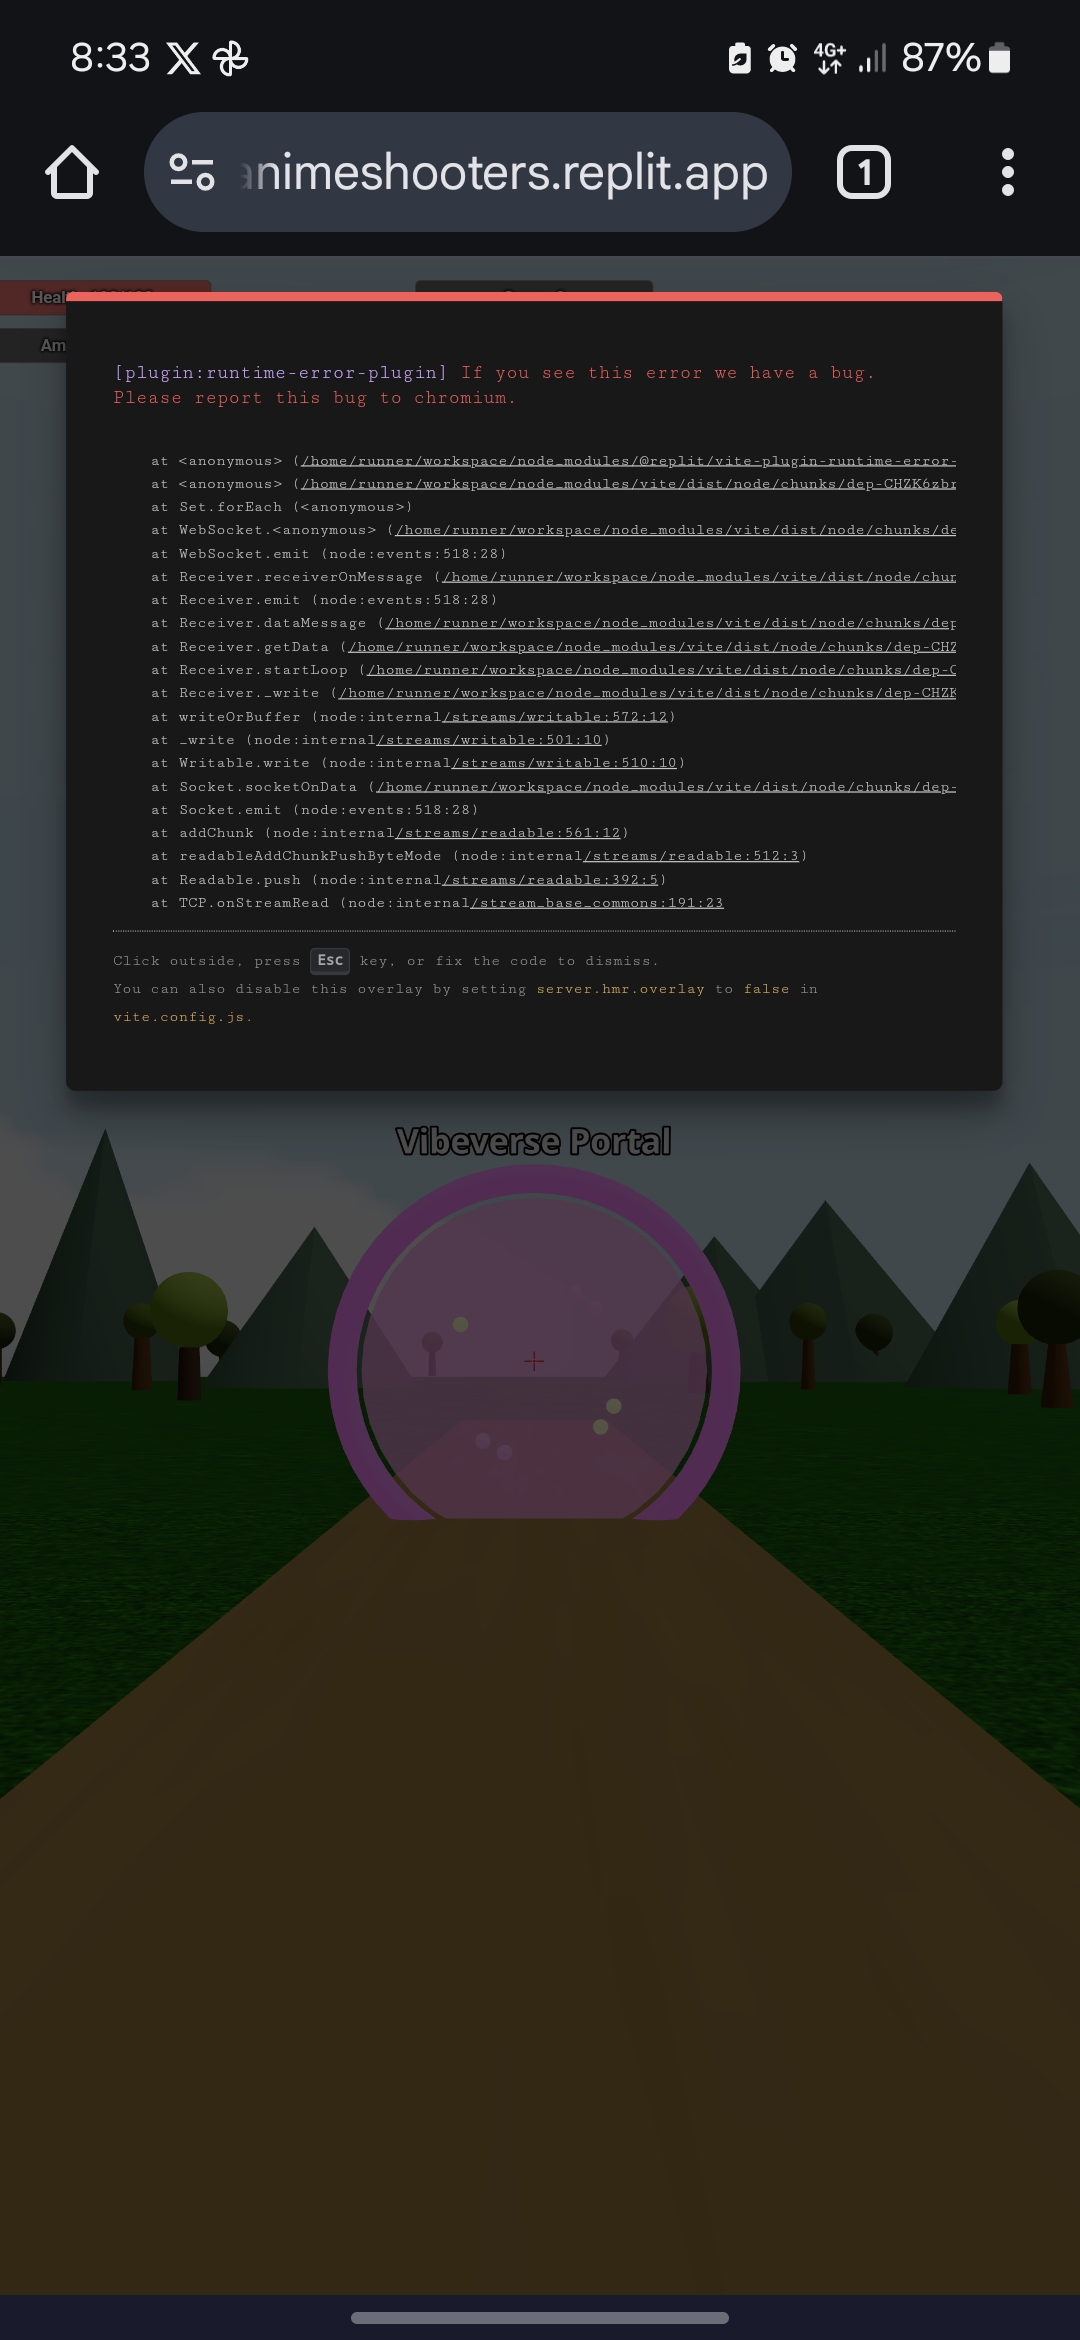 8:33
4G+
87%
animeshooters.replit.app
1
Am
[plugin:runtime-error-plugin] If you see this error we have a bug.
Please report this bug to chromium.
at <anonymous> (/home/runner/workspace/node_modules/@replit/vite-plugin-runtime-error-
at <anonymous> (/home/runner/workspace/node_modules/vite/dist/node/chunks/dep-CHZK6zbr
at Set.forEach (<anonymous>)
at WebSocket.<anonymous> (/home/runner/workspace/node_modules/vite/dist/node/chunks/de
at WebSocket.emit (node:events:518:28)
at Receiver.receiverOnMessage (/home/runner/workspace/node_modules/vite/dist/node/chun
at Receiver.emit (node:events:518:28)
at Receiver.dataMessage (/home/runner/workspace/node_modules/vite/dist/node/chunks/dep
at Receiver.getData (/home/runner/workspace/node_modules/vite/dist/node/chunks/dep-CHZ
at Receiver.startLoop (/home/runner/workspace/node_modules/vite/dist/node/chunks/dep-C
at Receiver._write (/home/runner/workspace/node_modules/vite/dist/node/chunks/dep-CHZK
at writeOrBuffer (node:internal/streams/writable:572:12)
at _write (node:internal/streams/writable:501:10)
at Writable.write (node:internal/streams/writable:510:10)
at Socket.socketOnData (/home/runner/workspace/node_modules/vite/dist/node/chunks/dep-
at Socket.emit (node:events:518:28)
at addChunk (node:internal/streams/readable:561:12)
at readableAddChunkPushByteMode (node:internal/streams/readable:512:3)
at Readable.push (node:internal/streams/readable:392:5)
at TCP.onStreamRead (node:internal/stream_base_commons:191:23
Click outside, press Esc key, or fix the code to dismiss.
You can also disable this overlay by setting server.hmr.overlay to false in
vite.config.js.
Vibeverse Portal